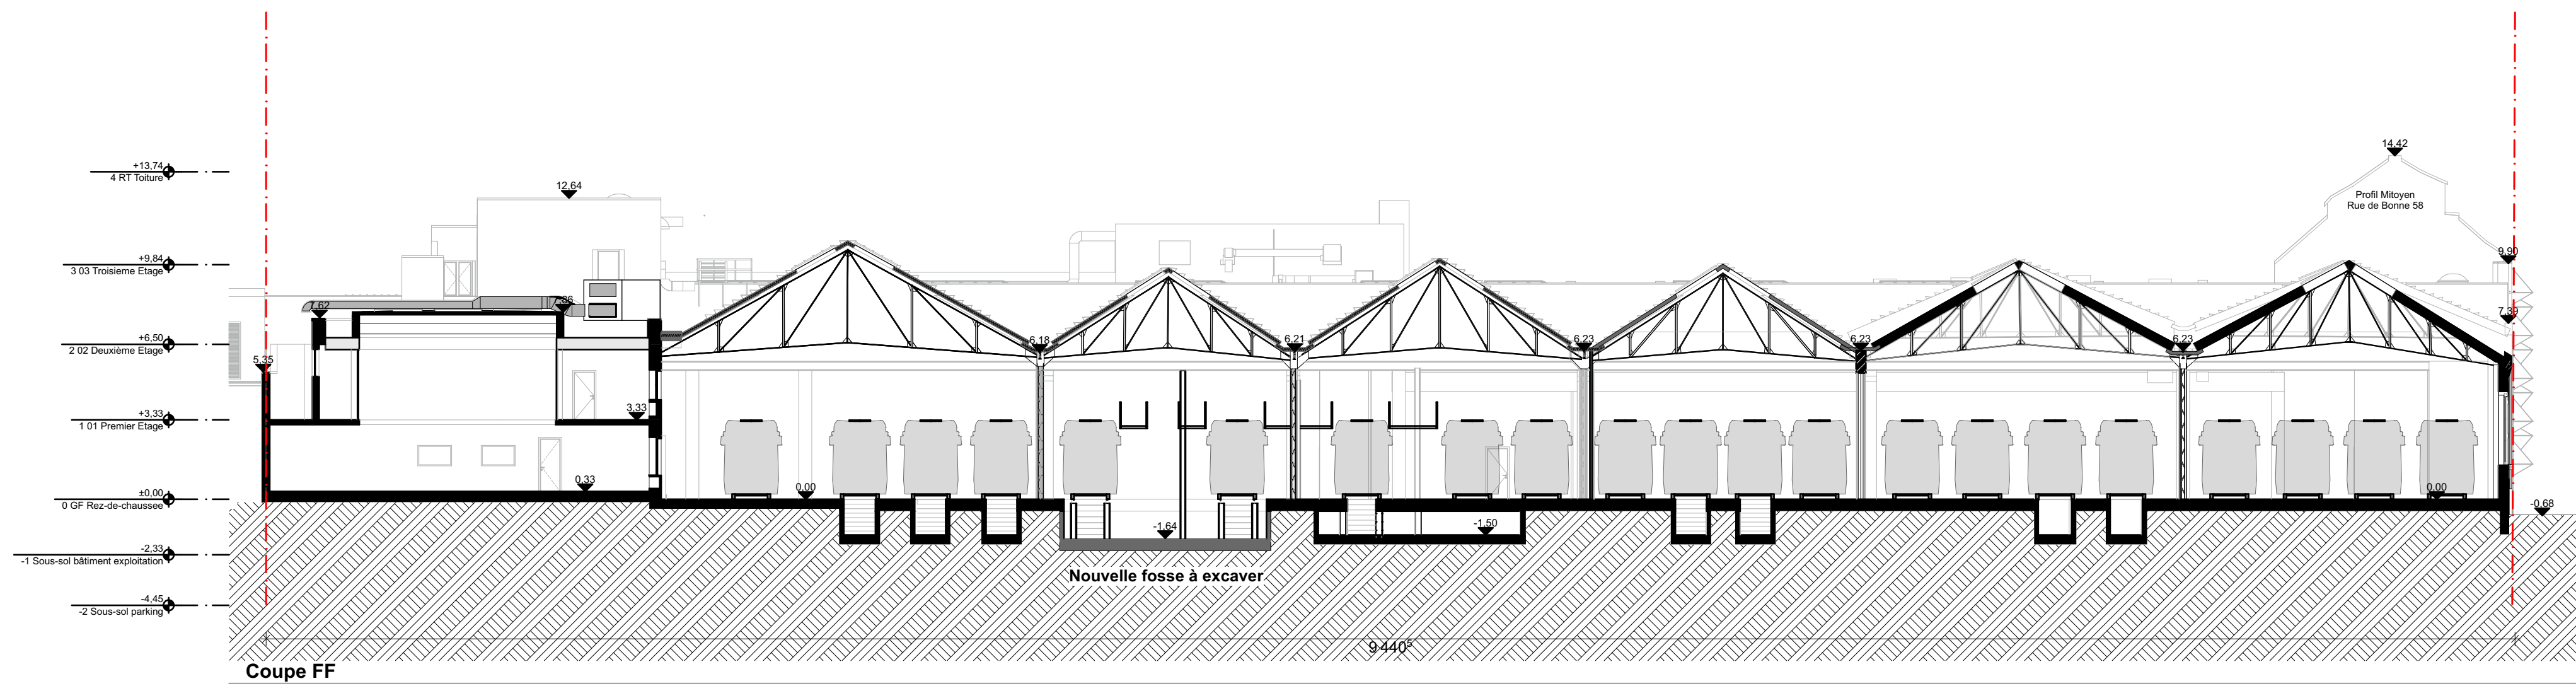 +13,74
4 RT Toiture
+9,84
3 03 Troisieme Etage
+6,50
2 02 Deuxième Etage
+3,33
1 01 Premier Etage
±0,00
0 GF Rez-de-chaussee
-2,33
-1 Sous-sol bâtiment exploitation
-4,45
-2 Sous-sol parking
5,35
7,62
12,64
3,33
0,33
0,00
6,18
-1,64
Nouvelle fosse à excaver
6,21
-1,50
6,23
6,23
6,23
14,42
Profil Mitoyen
Rue de Bonne 58
9,90
7,39
0,00
-0,68
9 440⁵
Coupe FF